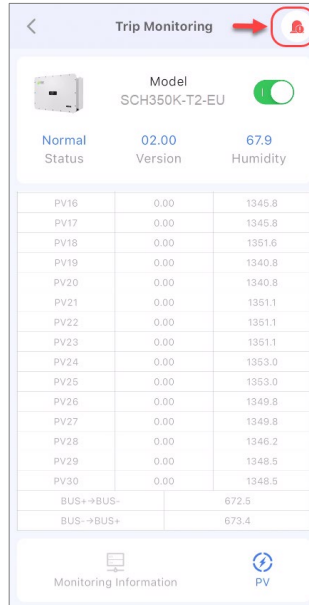 Trip Monitoring
Model
SCH350K-T2-EU
Normal 02.00 67.9
Status Version Humidity
PV16 0.00 1345.8
PV17 0.00 1345.8
PV18 0.00 1351.6
PV19 0.00 1340.8
PV20 0.00 1340.8
PV21 0.00 1351.1
PV22 0.00 1351.1
PV23 0.00 1351.1
PV24 0.00 1353.0
PV25 0.00 1353.0
PV26 0.00 1349.8
PV27 0.00 1349.8
PV28 0.00 1346.2
PV29 0.00 1348.5
PV30 0.00 1348.5
BUS+→BUS- 672.5
BUS-→BUS+ 673.4
Monitoring Information PV